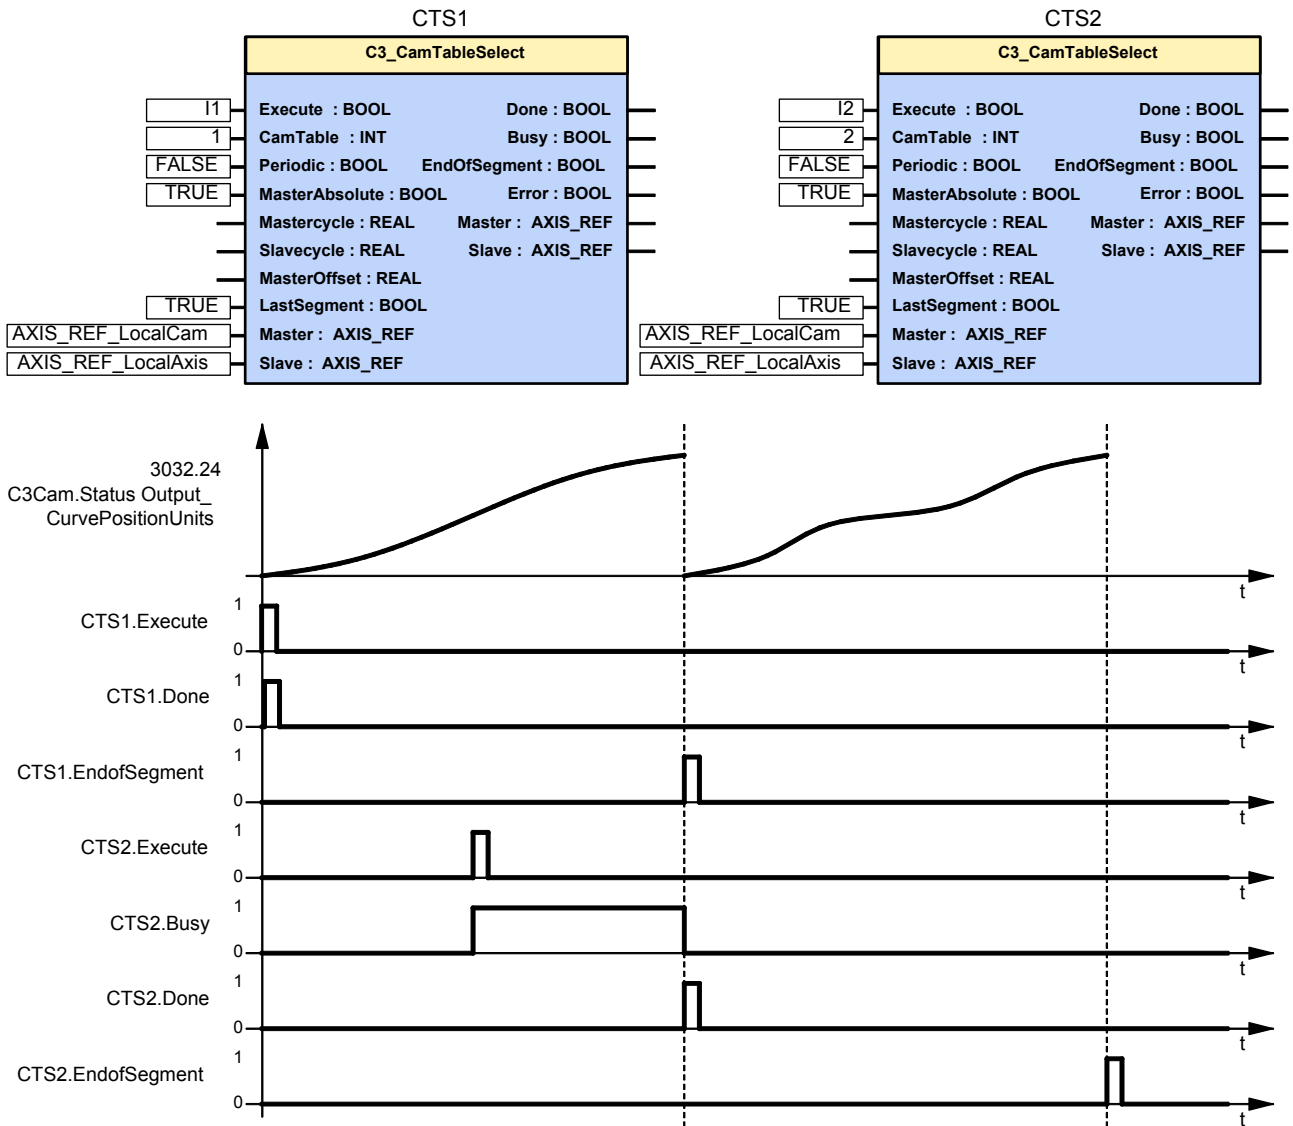 CTS1
C3_CamTableSelect
I1
Execute : BOOL
Done : BOOL
1
CamTable : INT
Busy : BOOL
FALSE
Periodic : BOOL
EndOfSegment : BOOL
TRUE
MasterAbsolute : BOOL
Error : BOOL
Mastercycle : REAL
Master : AXIS_REF
Slavecycle : REAL
Slave : AXIS_REF
MasterOffset : REAL
TRUE
LastSegment : BOOL
AXIS_REF_LocalCam
Master : AXIS_REF
AXIS_REF_LocalAxis
Slave : AXIS_REF
CTS2
C3_CamTableSelect
I2
Execute : BOOL
Done : BOOL
2
CamTable : INT
Busy : BOOL
FALSE
Periodic : BOOL
EndOfSegment : BOOL
TRUE
MasterAbsolute : BOOL
Error : BOOL
Mastercycle : REAL
Master : AXIS_REF
Slavecycle : REAL
Slave : AXIS_REF
MasterOffset : REAL
TRUE
LastSegment : BOOL
AXIS_REF_LocalCam
Master : AXIS_REF
AXIS_REF_LocalAxis
Slave : AXIS_REF
3032.24
C3Cam.Status Output_
CurvePositionUnits
t
CTS1.Execute
1
0
t
CTS1.Done
1
0
t
CTS1.EndofSegment
1
0
t
CTS2.Execute
1
0
t
CTS2.Busy
1
0
t
CTS2.Done
1
0
t
CTS2.EndofSegment
1
0
t